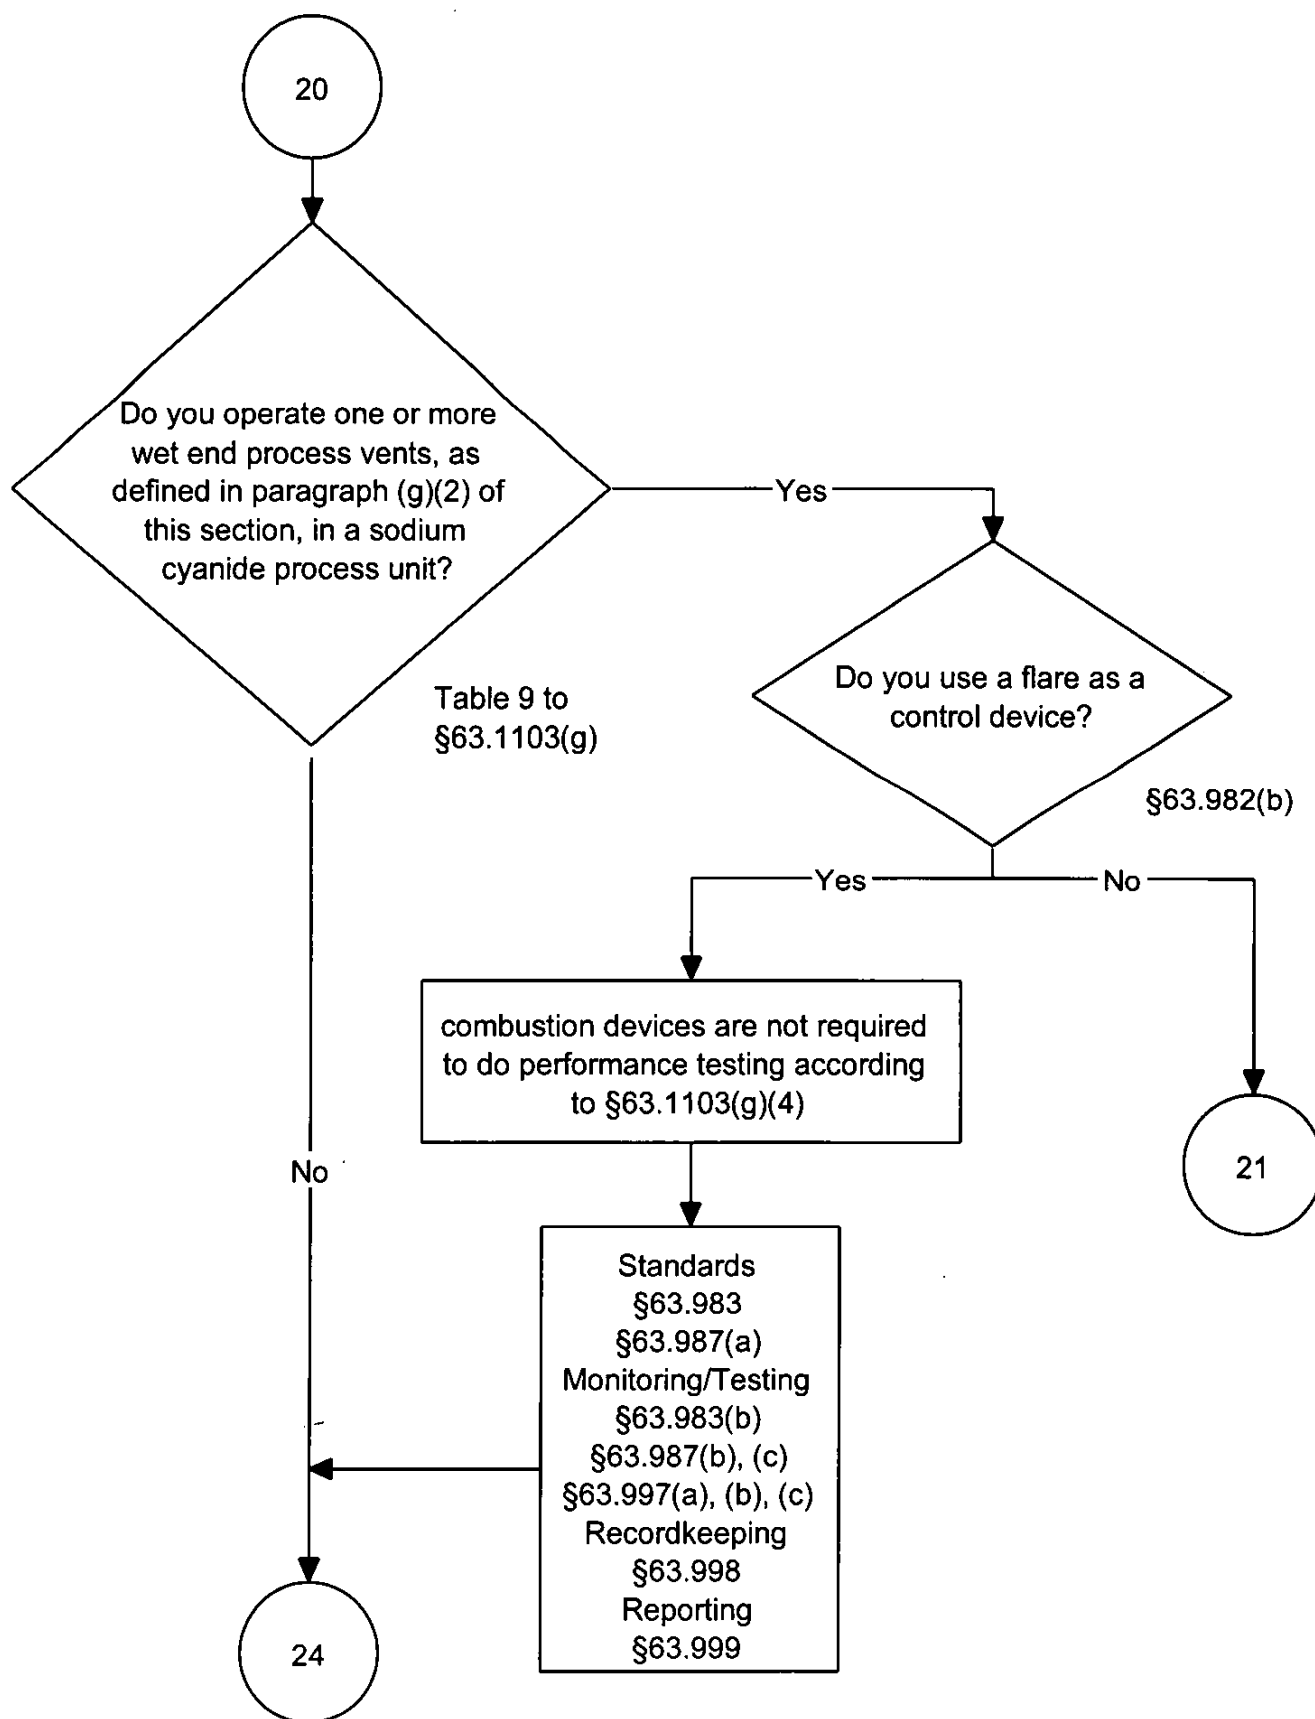 20
Do you operate one or more
wet end process vents, as
defined in paragraph (g)(2) of
this section, in a sodium
cyanide process unit?
Yes
Table 9 to
§63.1103(g)
Do you use a flare as a
control device?
§63.982(b)
Yes
No
combustion devices are not required
to do performance testing according
to §63.1103(g)(4)
No
21
Standards
§63.983
§63.987(a)
Monitoring/Testing
§63.983(b)
§63.987(b), (c)
§63.997(a), (b), (c)
Recordkeeping
§63.998
Reporting
§63.999
24